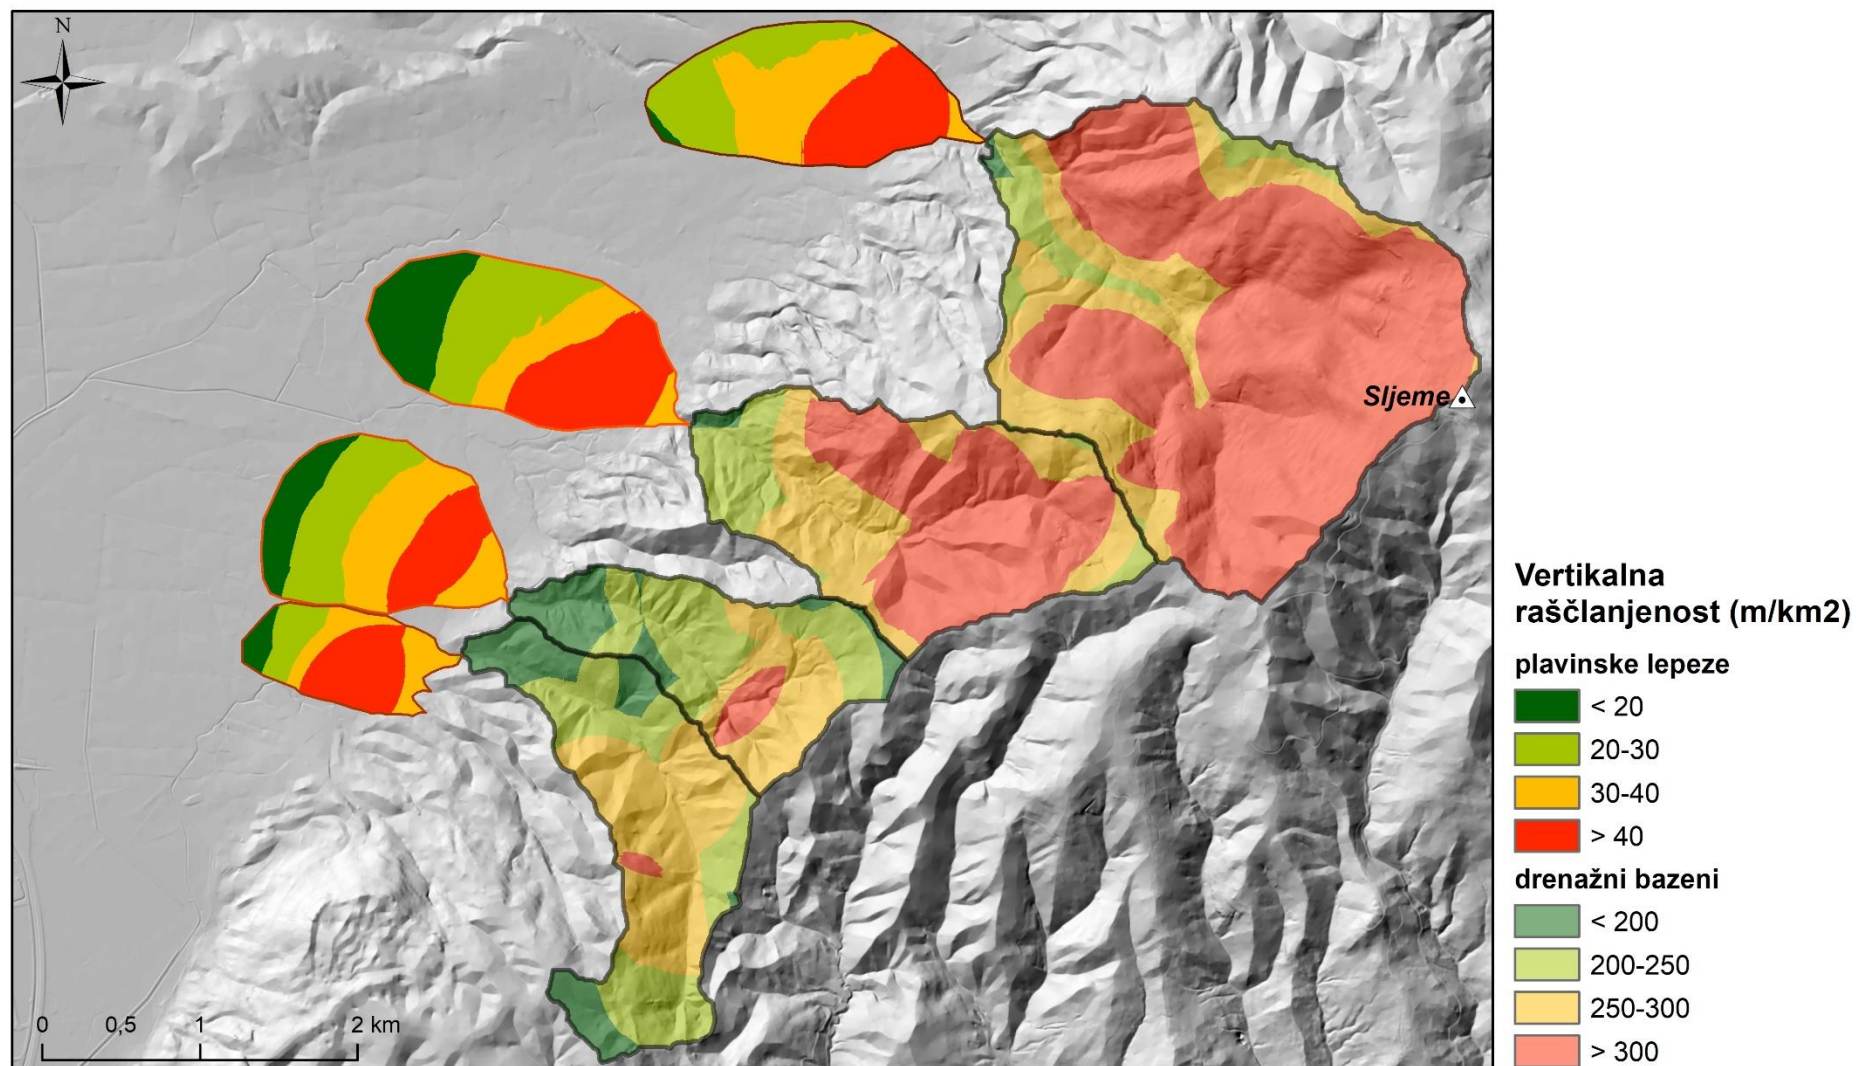 N
Sljeme
0 0,5 1 2 km
Vertikalna
raščlanjenost (m/km2)
plavinske lepeze
< 20
20-30
30-40
> 40
drenažni bazeni
< 200
200-250
250-300
> 300